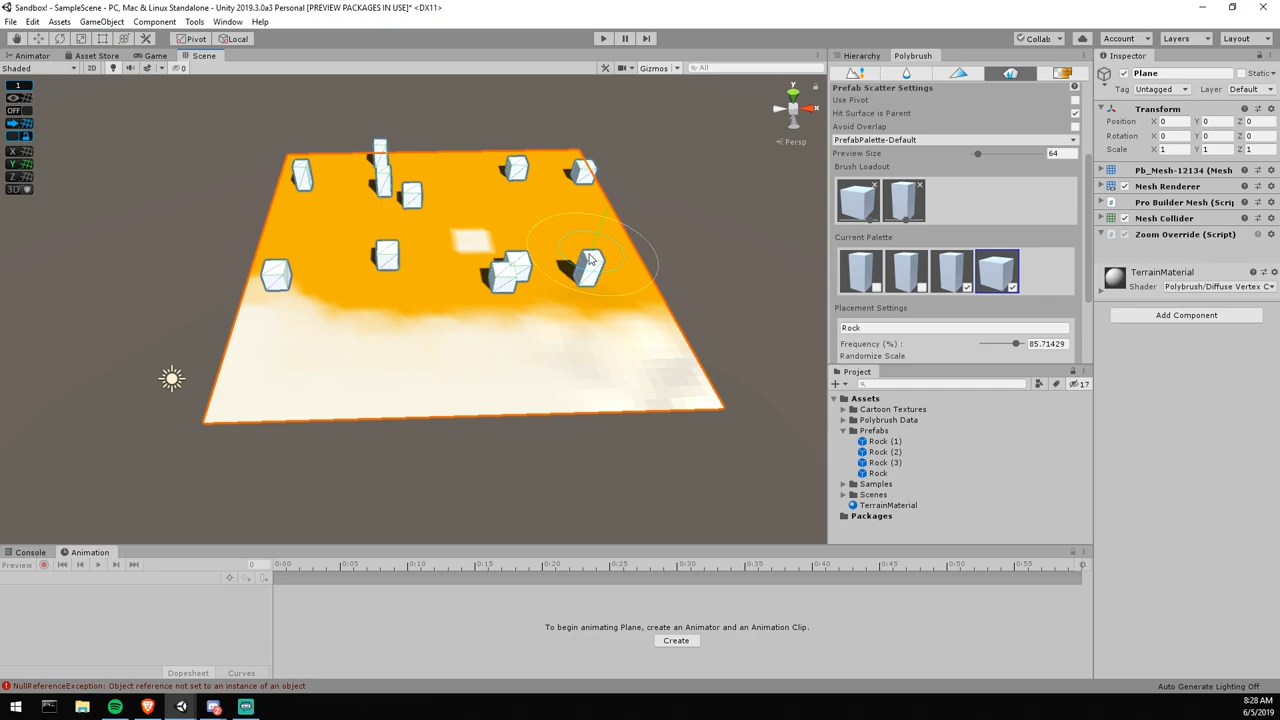 Sandbox! - SampleScene - PC, Mac & Linux Standalone - Unity 2019.3.0a3 Personal [PREVIEW PACKAGES IN USE]* <DX11>
File Edit Assets GameObject Component Tools Window Help
Pivot Local Collab Account Layers Layout
Animator Asset Store Game Scene
Shaded 2D 0 Gizmos All
1
OFF
X
Y
Z
3D
y
x
Persp
Hierarchy Polybrush
Prefab Scatter Settings
Use Pivot
Hit Surface is Parent
Avoid Overlap
PrefabPalette-Default
Preview Size 64
Brush Loadout
Current Palette
Placement Settings
Rock
Frequency (%) : 85.71429
Randomize Scale
Project
17
Assets
Cartoon Textures
Polybrush Data
Prefabs
Rock (1)
Rock (2)
Rock (3)
Rock
Samples
Scenes
TerrainMaterial
Packages
Inspector
Plane Static
Tag Untagged Layer Default
Transform
Position X 0 Y 0 Z 0
Rotation X 0 Y 0 Z 0
Scale X 1 Y 1 Z 1
Pb_Mesh-12134 (Mesh
Mesh Renderer
Pro Builder Mesh (Scrip
Mesh Collider
Zoom Override (Script)
TerrainMaterial
Shader Polybrush/Diffuse Vertex C
Add Component
Console Animation
Preview 0 0:00 0:05 0:10 0:15 0:20 0:25 0:30 0:35 0:40 0:45 0:50 0:55
To begin animating Plane, create an Animator and an Animation Clip.
Create
Dopesheet Curves
NullReferenceException: Object reference not set to an instance of an object
Auto Generate Lighting Off
8:28 AM
6/5/2019